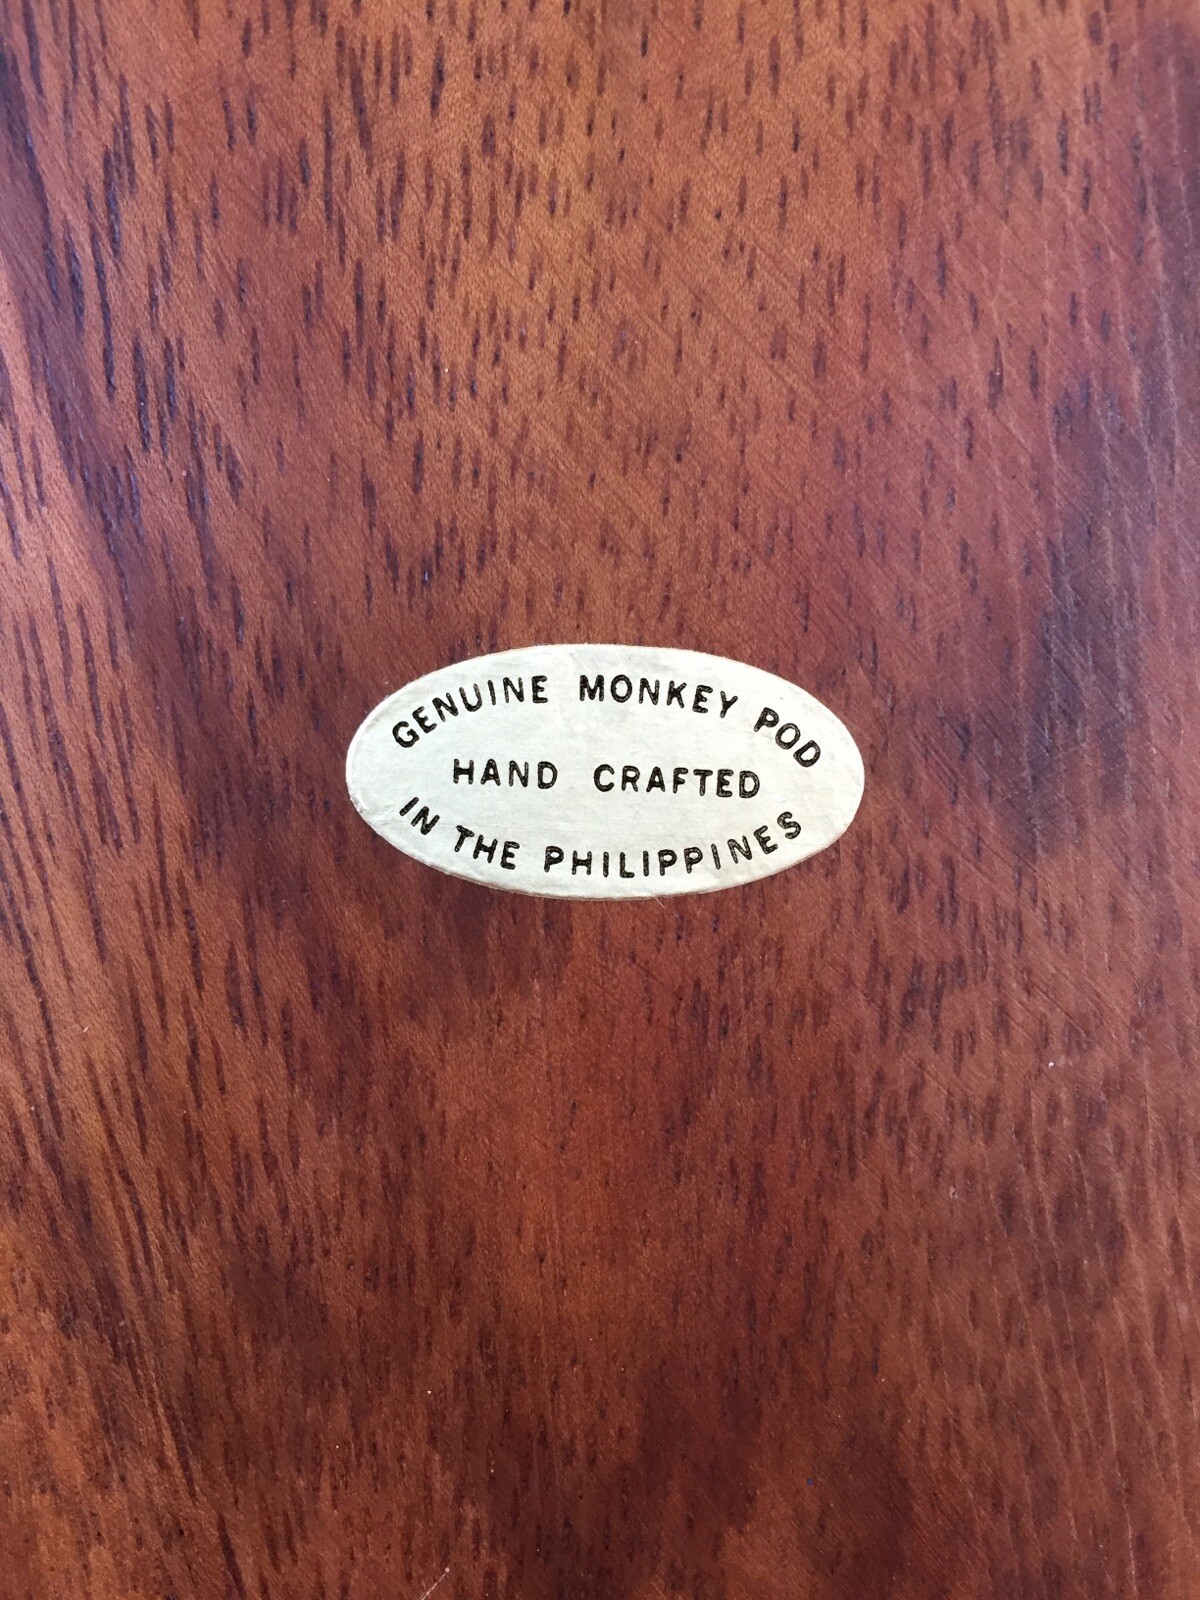 GENUINE MONKEY POD
HAND CRAFTED
IN THE PHILIPPINES